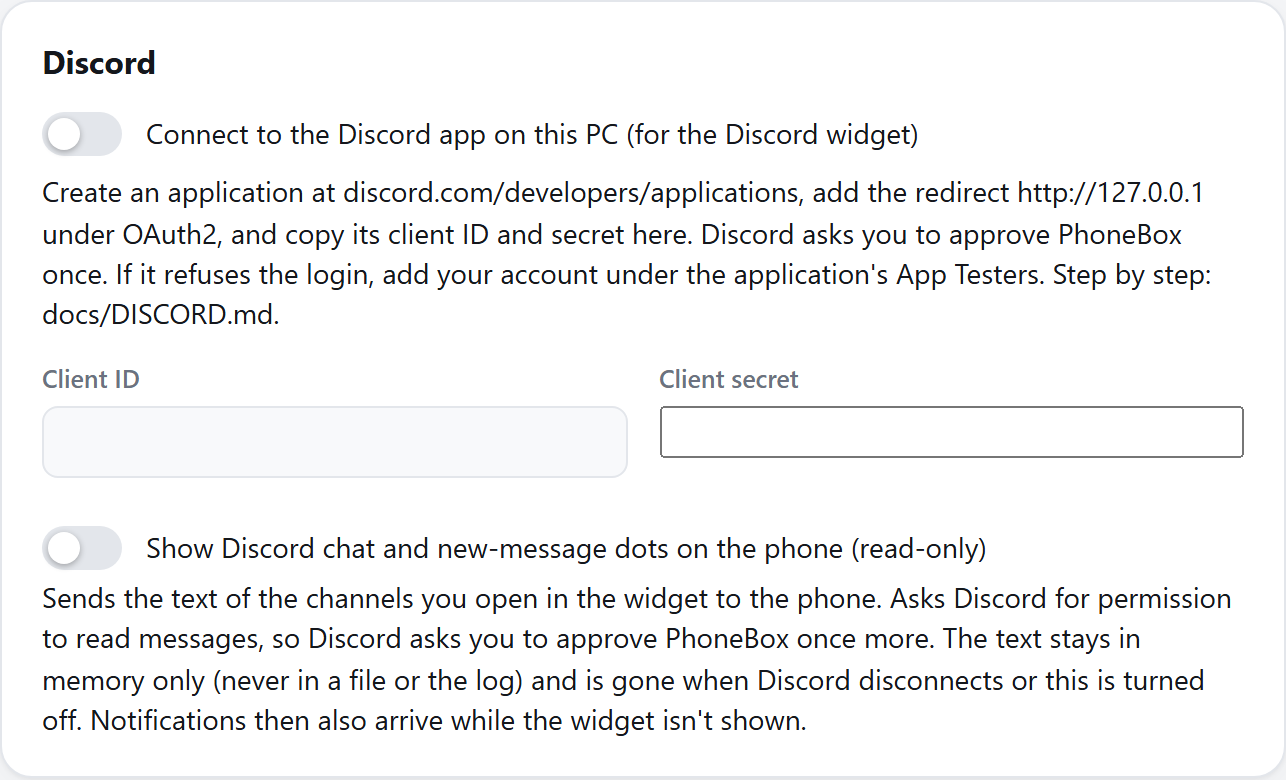 Discord
Connect to the Discord app on this PC (for the Discord widget)
Create an application at discord.com/developers/applications, add the redirect http://127.0.0.1
under OAuth2, and copy its client ID and secret here. Discord asks you to approve PhoneBox
once. If it refuses the login, add your account under the application's App Testers. Step by step:
docs/DISCORD.md.
Client ID
Client secret
Show Discord chat and new-message dots on the phone (read-only)
Sends the text of the channels you open in the widget to the phone. Asks Discord for permission
to read messages, so Discord asks you to approve PhoneBox once more. The text stays in
memory only (never in a file or the log) and is gone when Discord disconnects or this is turned
off. Notifications then also arrive while the widget isn't shown.